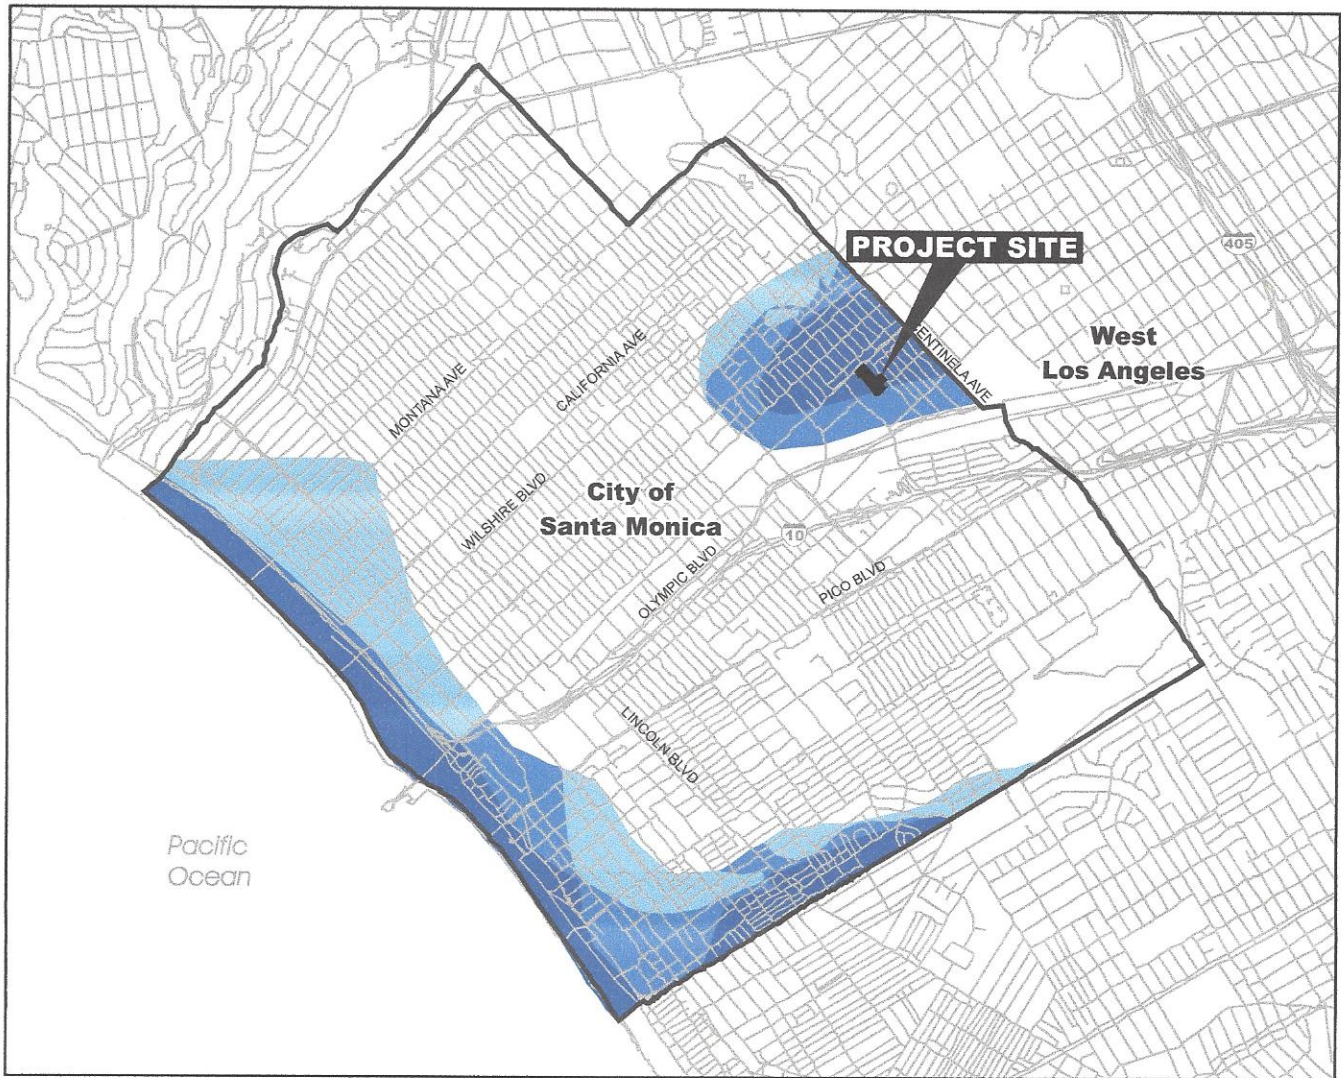 PROJECT SITE
405
West
Los Angeles
CENTINELA AVE
MONTANA AVE
CALIFORNIA AVE
WILSHIRE BLVD
City of
Santa Monica
10
OLYMPIC BLVD
PICO BLVD
LINCOLN BLVD
Pacific
Ocean